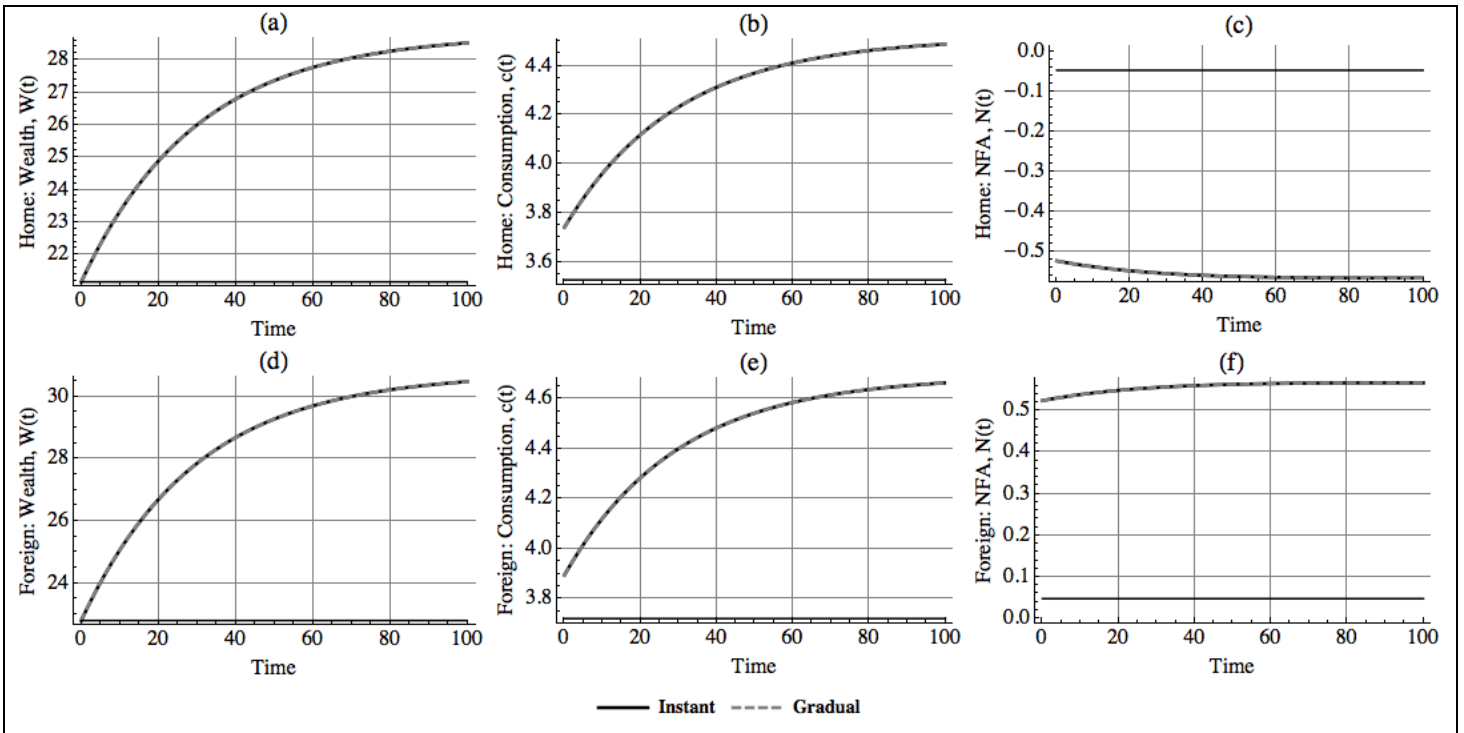 (a)
Home: Wealth, W(t)
28
27
26
25
24
23
22
0 20 40 60 80 100
Time
(b)
Home: Consumption, c(t)
4.4
4.2
4.0
3.8
3.6
0 20 40 60 80 100
Time
(c)
Home: NFA, N(t)
0.0
−0.1
−0.2
−0.3
−0.4
−0.5
0 20 40 60 80 100
Time
(d)
Foreign: Wealth, W(t)
30
28
26
24
0 20 40 60 80 100
Time
(e)
Foreign: Consumption, c(t)
4.6
4.4
4.2
4.0
3.8
0 20 40 60 80 100
Time
(f)
Foreign: NFA, N(t)
0.5
0.4
0.3
0.2
0.1
0.0
0 20 40 60 80 100
Time
Instant Gradual